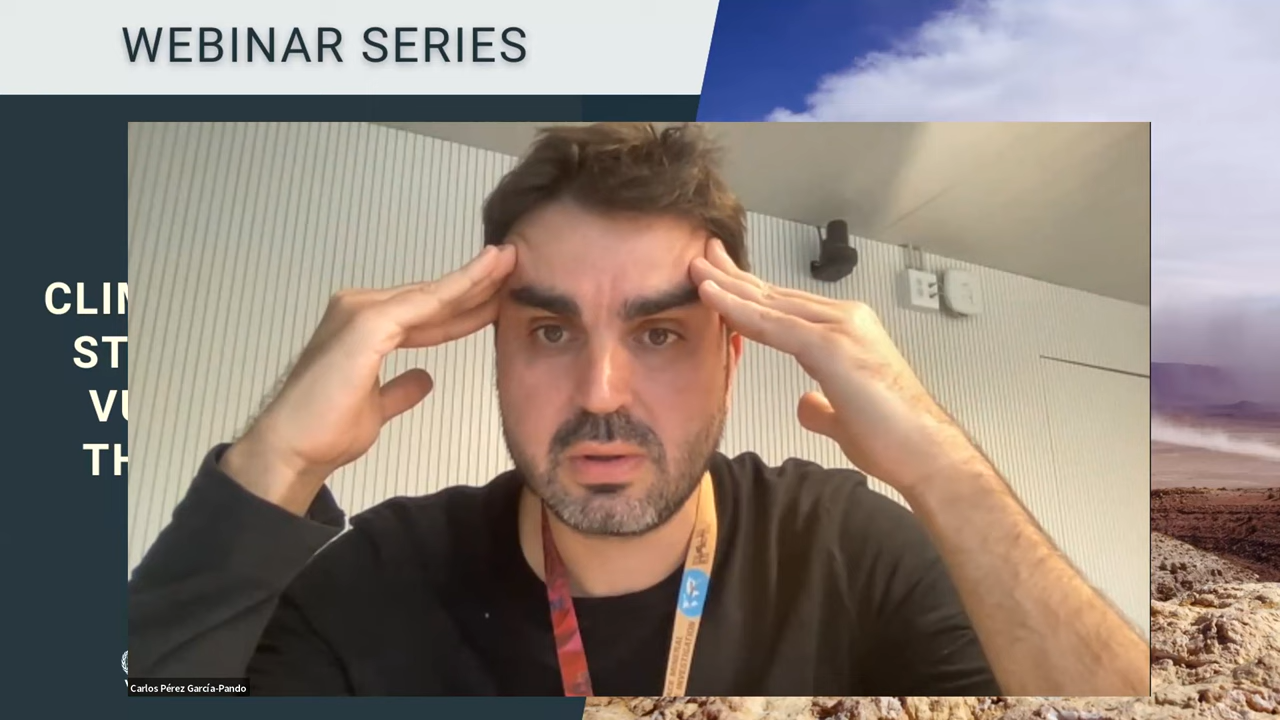 WEBINAR SERIES
CLIM
ST
VU
TH
Carlos Pérez García-Pando